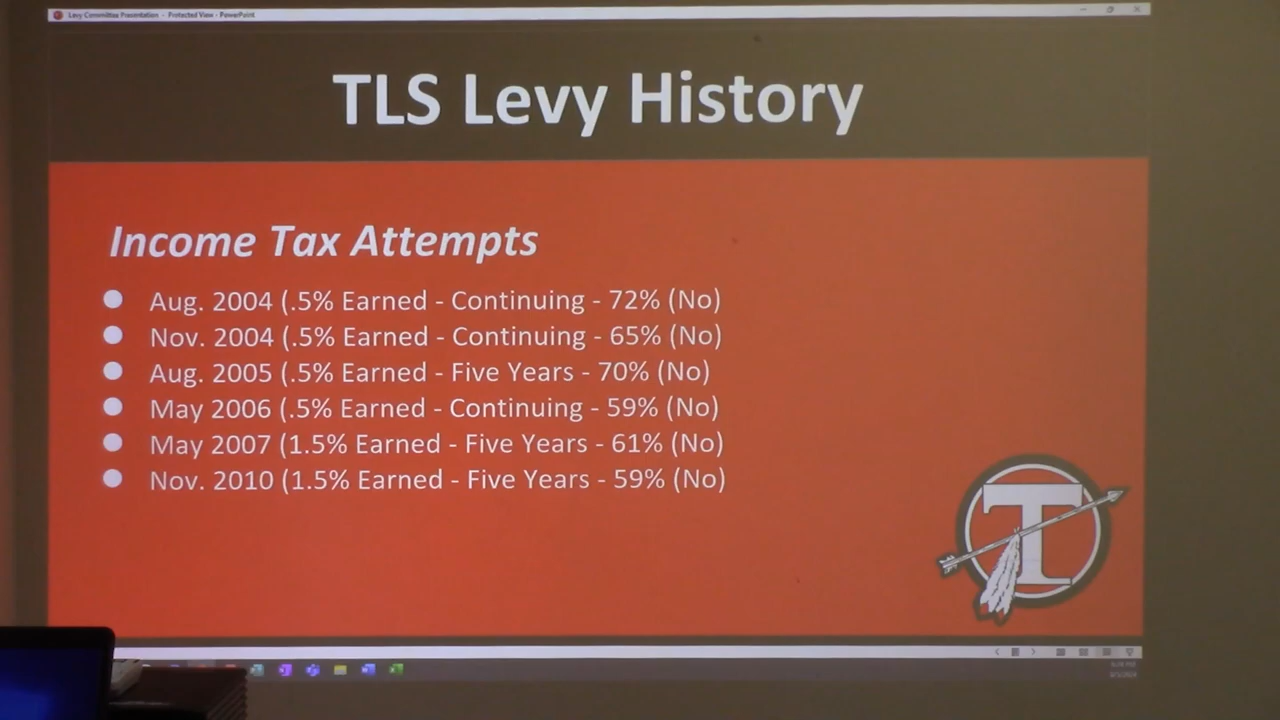 Levy Committee Presentation - Protected View - PowerPoint
TLS Levy History
Income Tax Attempts
Aug. 2004 (.5% Earned - Continuing - 72% (No)
Nov. 2004 (.5% Earned - Continuing - 65% (No)
Aug. 2005 (.5% Earned - Five Years - 70% (No)
May 2006 (.5% Earned - Continuing - 59% (No)
May 2007 (1.5% Earned - Five Years - 61% (No)
Nov. 2010 (1.5% Earned - Five Years - 59% (No)
T